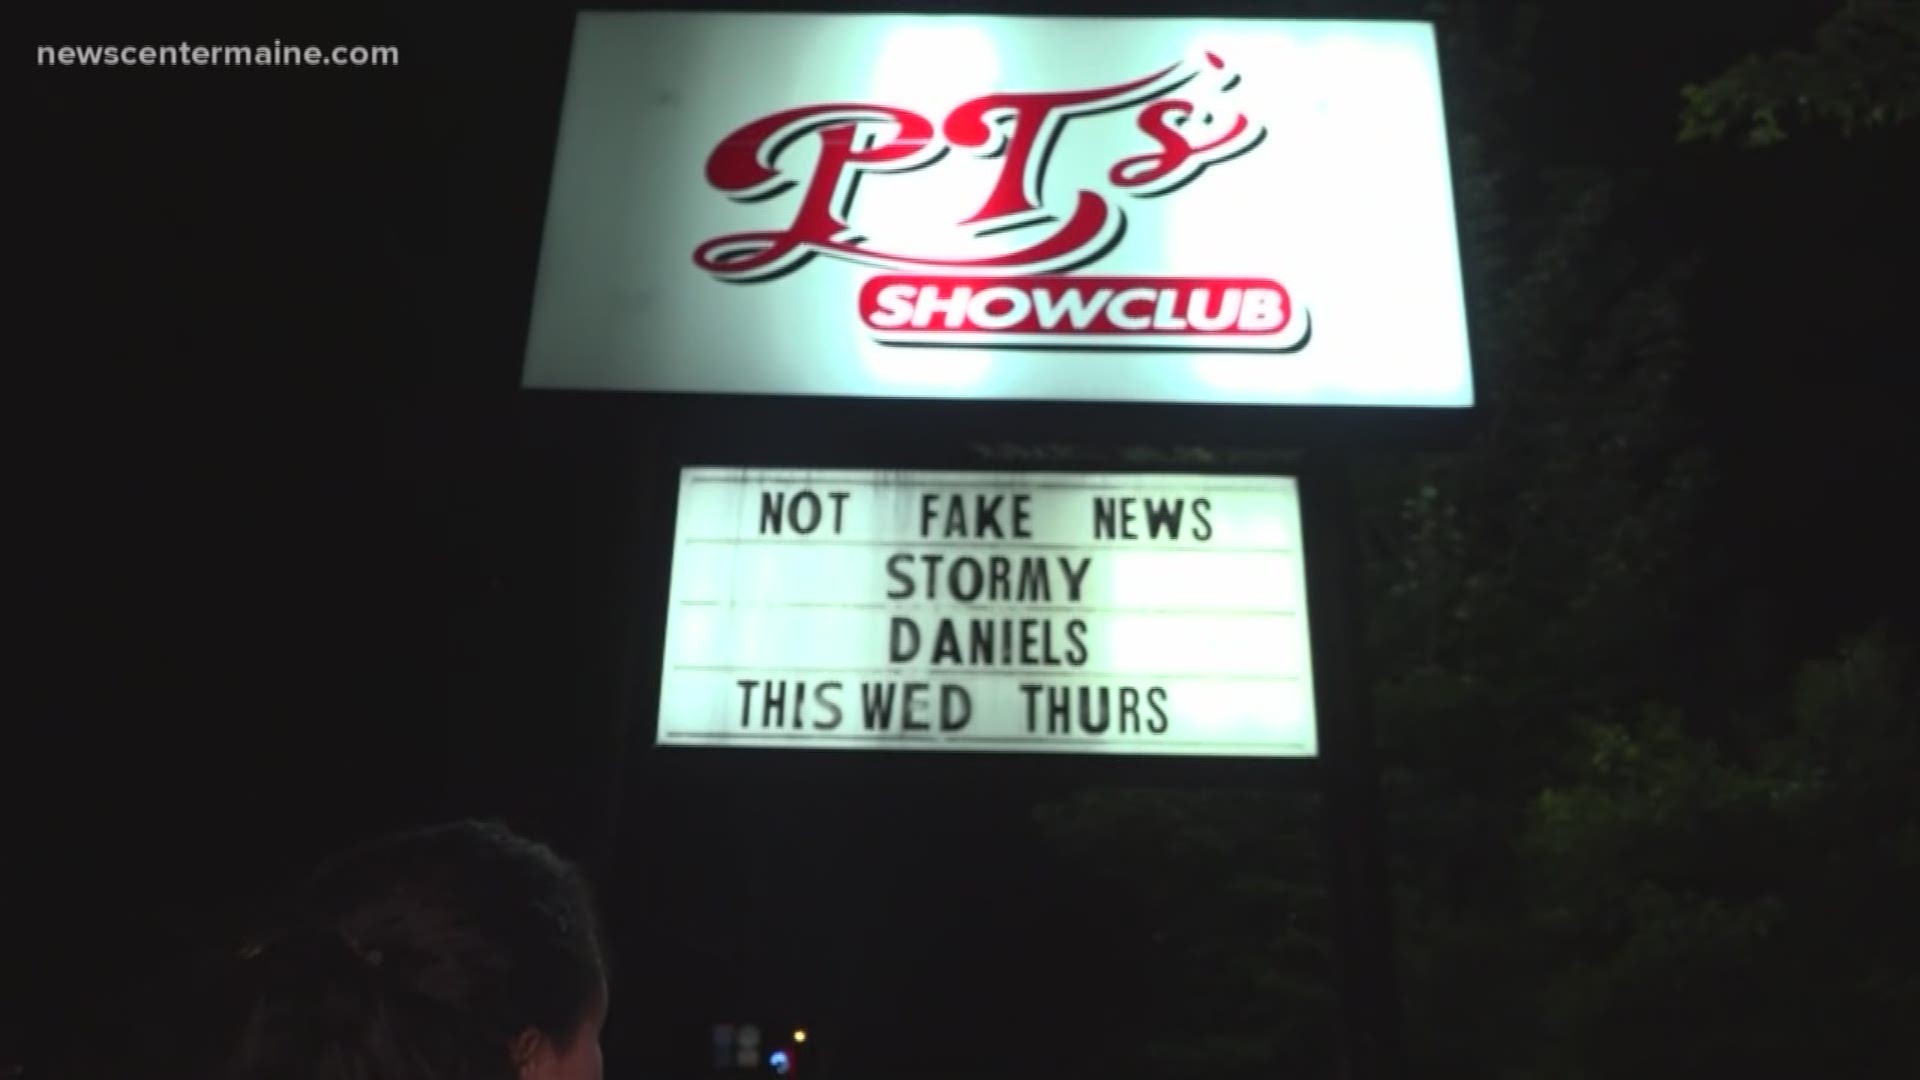 newscentermaine.com
PT's
SHOWCLUB
NOT FAKE NEWS
STORMY
DANIELS
THIS WED THURS